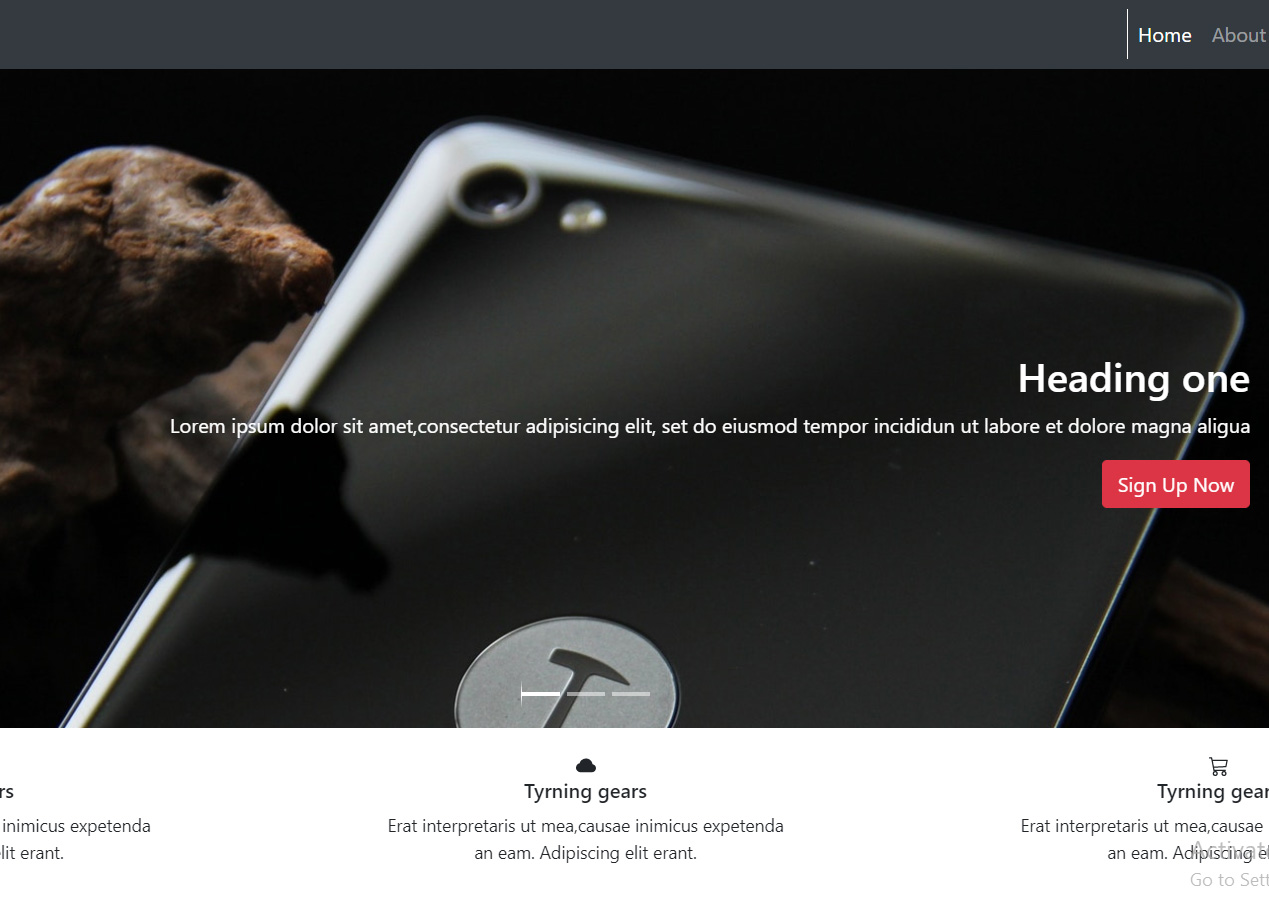 Home About
Heading one
Lorem ipsum dolor sit amet,consectetur adipisicing elit, set do eiusmod tempor incididun ut labore et dolore magna aliqua
Sign Up Now
rs
inimicus expetenda
lit erant.
Tyrning gears
Erat interpretaris ut mea,causae inimicus expetenda
an eam. Adipiscing elit erant.
Tyrning gear
Erat interpretaris ut mea,causae
an eam. Adipiscing e
Activat
Go to Sett